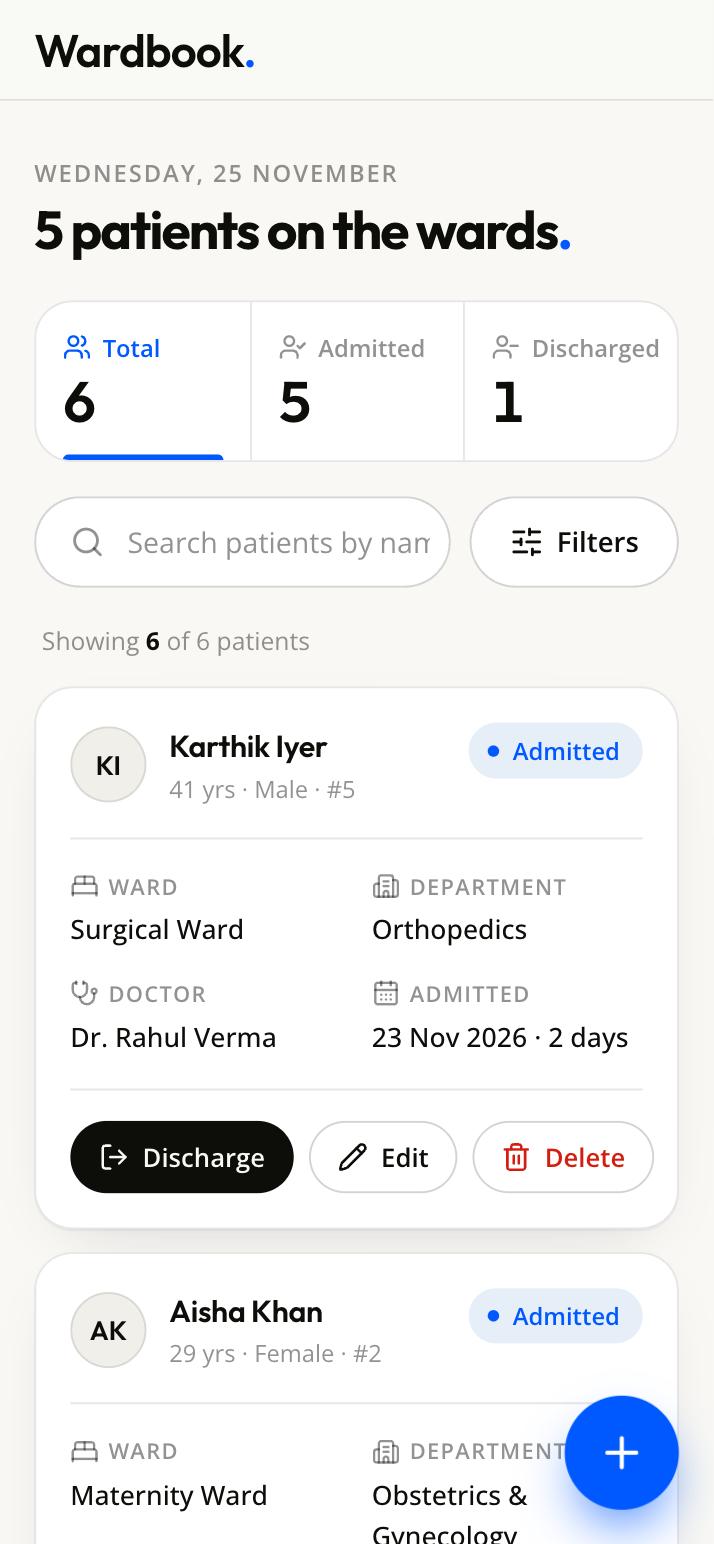 Wardbook.
WEDNESDAY, 25 NOVEMBER
5 patients on the wards.
Total
Admitted
Discharged
6
5
1
Search patients by nam
Filters
Showing 6 of 6 patients
KI
Karthik Iyer
Admitted
41 yrs · Male · #5
WARD
DEPARTMENT
Surgical Ward
Orthopedics
DOCTOR
ADMITTED
Dr. Rahul Verma
23 Nov 2026 · 2 days
Discharge
Edit
Delete
AK
Aisha Khan
Admitted
29 yrs · Female · #2
WARD
DEPARTMENT
Maternity Ward
Obstetrics &
Gynecology